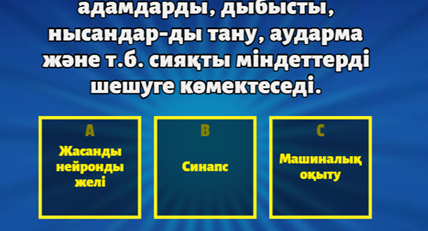 адамдарды, дыбысты,
нысандар-ды тану, аударма
және т.б. сияқты міндеттерді
шешуге көмектеседі.
A
Жасанды
нейронды
желі
B
Синапс
C
Машиналық
оқыту